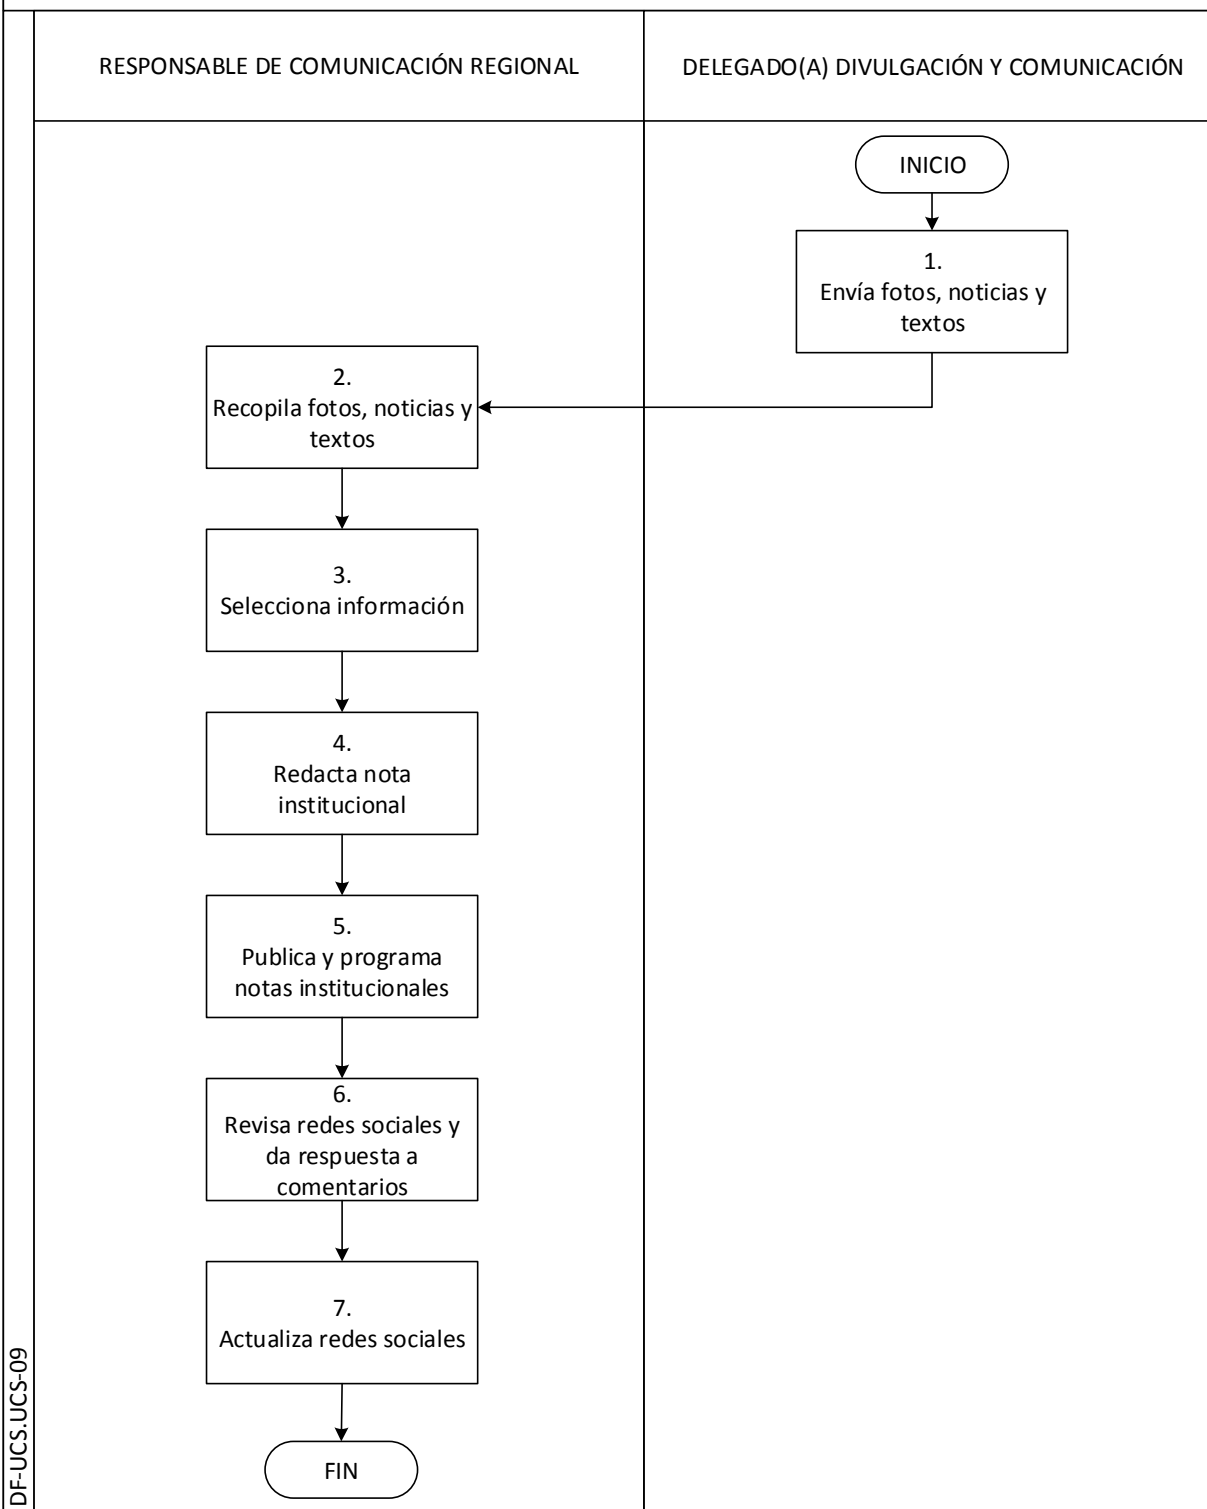 RESPONSABLE DE COMUNICACIÓN REGIONAL
DELEGADO(A) DIVULGACIÓN Y COMUNICACIÓN
INICIO
1.
Envía fotos, noticias y
textos
2.
Recopila fotos, noticias y
textos
3.
Selecciona información
4.
Redacta nota
institucional
5.
Publica y programa
notas institucionales
6.
Revisa redes sociales y
da respuesta a
comentarios
7.
Actualiza redes sociales
FIN
DF-UCS.UCS-09